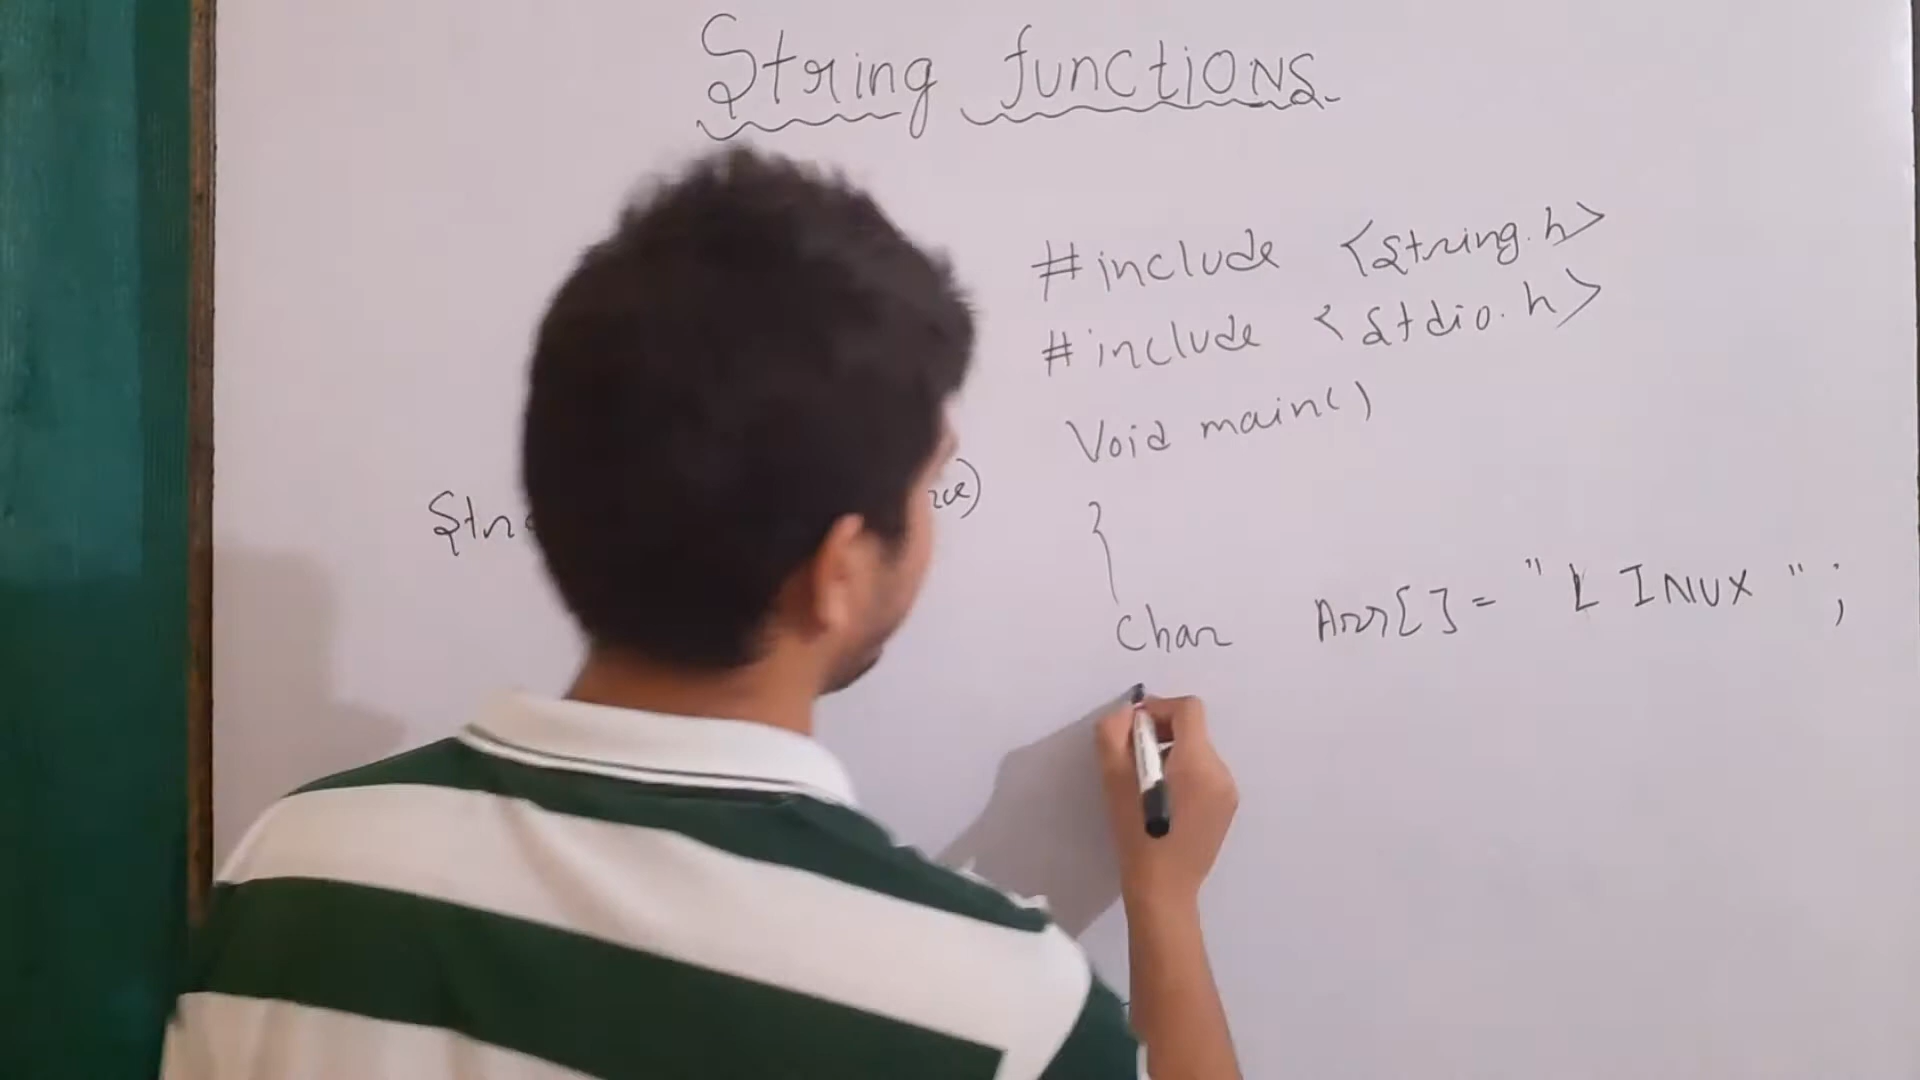 String functions
#include <string.h>
#include <stdio.h>
Void main()
{
Char Arr[] = "LINUX";